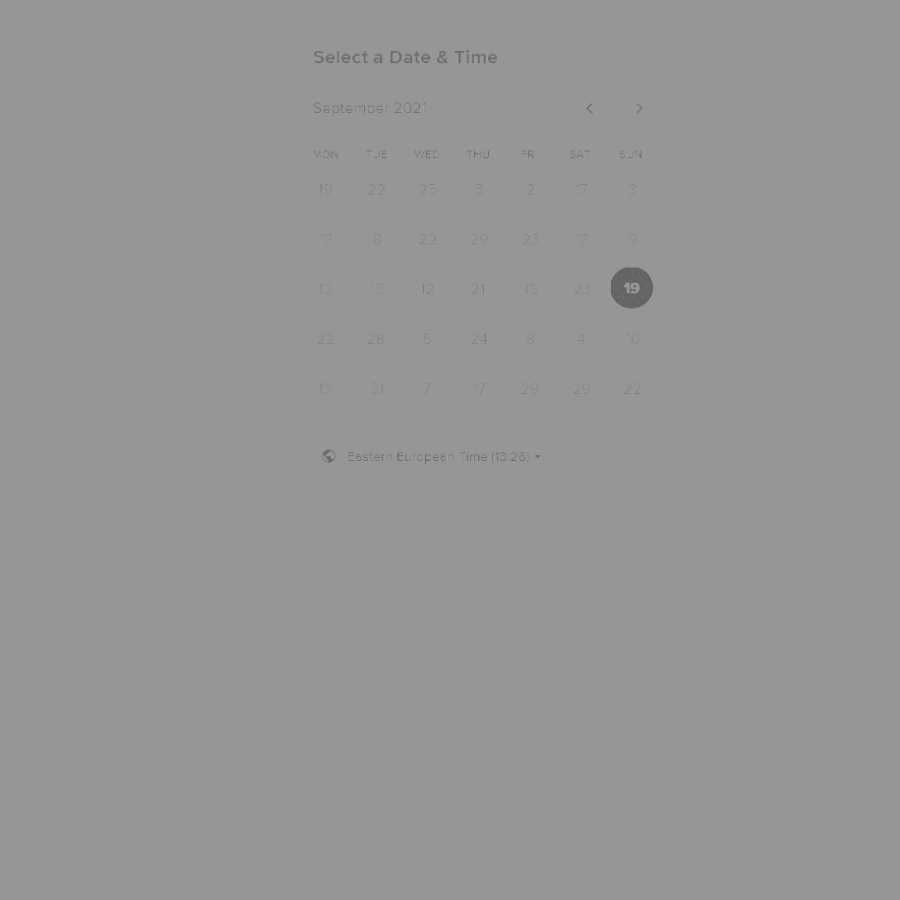 Select a Date & Time
September 2021
MON TUE WED THU FRI SAT SUN
19 22 25 3 2 17
17 8 22 29 23 17 9
13 15 12 21 15 23 19
22 28 5 24 8 4 10
13 31 7 17 29 29 22
Eastern European Time (13:26)